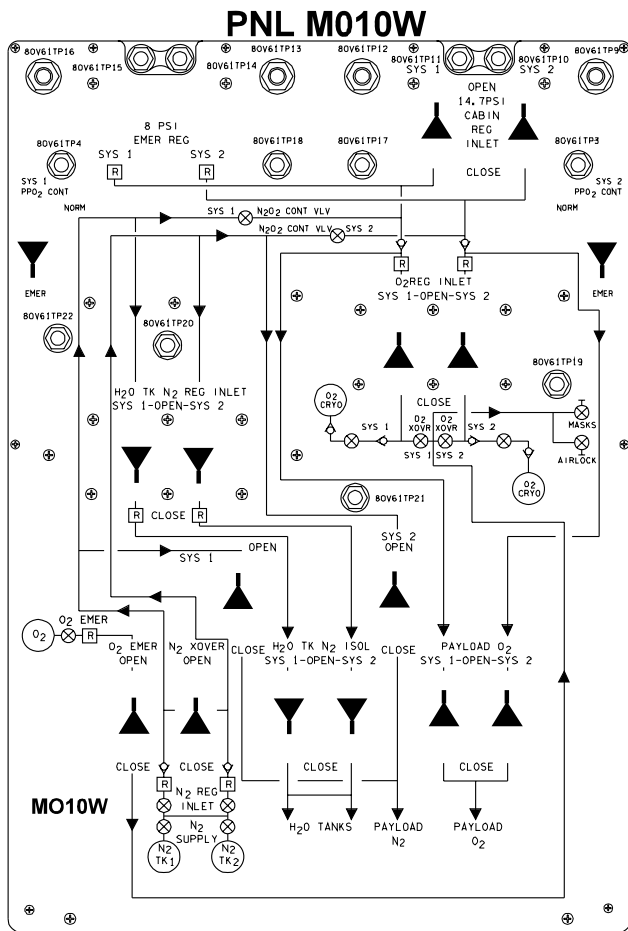 PNL M010W
80V61TP16
80V61TP15
80V61TP14
80V61TP13
80V61TP12
80V61TP11
SYS 1
80V61TP10
SYS 2
80V61TP9
OPEN
14.7PSI
CABIN
REG
INLET
CLOSE
8 PSI
EMER REG
SYS 1
SYS 2
R
R
80V61TP4
80V61TP18
80V61TP17
80V61TP3
SYS 1
PPO2 CONT
NORM
EMER
SYS 2
PPO2 CONT
NORM
EMER
SYS 1
N2O2 CONT VLV
N2O2 CONT VLV
SYS 2
R
R
O2REG INLET
SYS 1-OPEN-SYS 2
CLOSE
80V61TP22
80V61TP20
80V61TP19
H2O TK N2 REG INLET
SYS 1-OPEN-SYS 2
R
CLOSE
R
O2
CRYO
SYS 1
O2
XOVR
O2
XOVR
SYS 2
SYS 1
SYS 2
O2
CRYO
MASKS
AIRLOCK
80V61TP21
SYS 1
OPEN
CLOSE
SYS 2
OPEN
CLOSE
O2
O2 EMER
R
O2 EMER
OPEN
CLOSE
N2 XOVER
OPEN
CLOSE
H2O TK N2 ISOL
SYS 1-OPEN-SYS 2
CLOSE
PAYLOAD O2
SYS 1-OPEN-SYS 2
CLOSE
MO10W
R
R
N2 REG
INLET
N2
SUPPLY
N2
TK1
N2
TK2
H2O TANKS
PAYLOAD
N2
PAYLOAD
O2